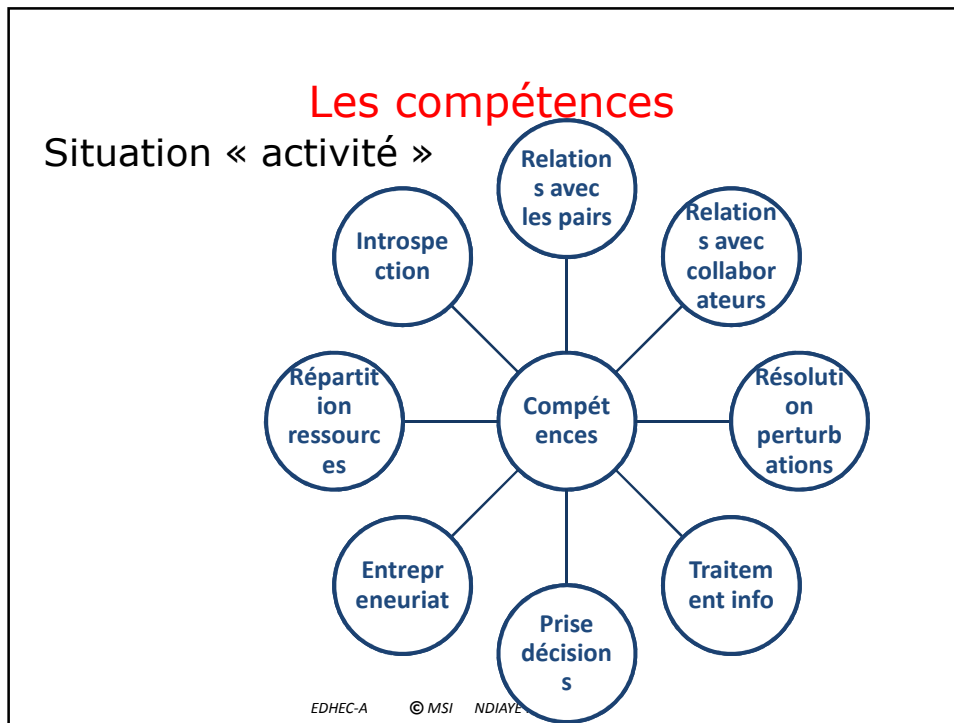 Les compétences
Situation « activité »
Relation
s avec
les pairs
Relation
s avec
collabor
ateurs
Résoluti
on
perturb
ations
Traitem
ent info
Prise
décision
s
Entrepr
eneuriat
Répartit
ion
ressourc
es
Introspe
ction
Compét
ences
EDHEC-A © MSI NDIAYE